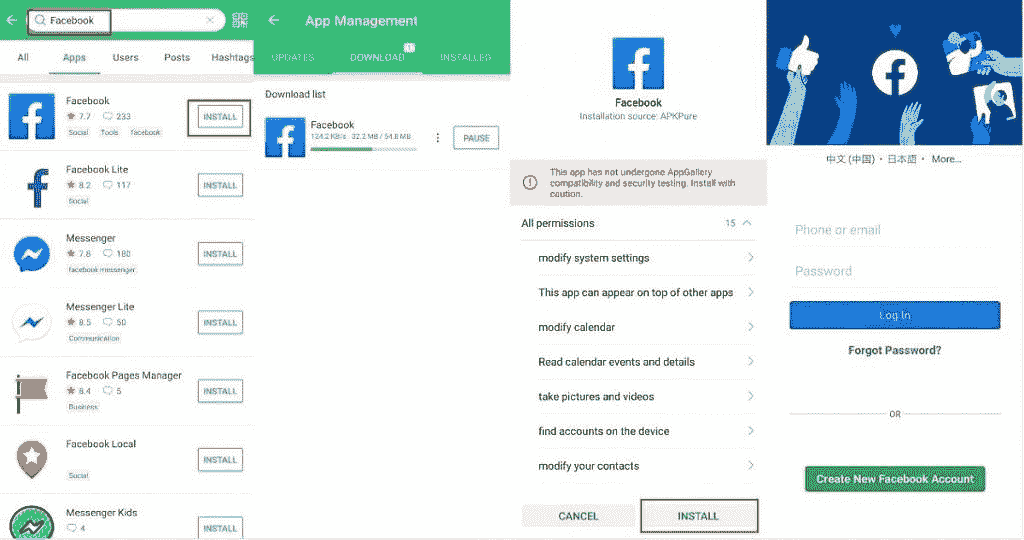 Facebook
All Apps Users Posts Hashtags
Facebook
7.7 233
Social Tools facebook
INSTALL
Facebook Lite
8.2 117
Social
INSTALL
Messenger
7.8 180
facebook messenger
INSTALL
Messenger Lite
8.5 50
Communication
INSTALL
Facebook Pages Manager
8.4 5
Business
INSTALL
Facebook Local
Social
INSTALL
Messenger Kids
4
INSTALL
App Management
UPDATES DOWNLOAD INSTALLED
Download list
Facebook
124.2 KB/s 32.2 MB / 54.8 MB
PAUSE
Facebook
Installation source: APKPure
This app has not undergone AppGallery
compatibility and security testing. Install with
caution.
All permissions 15
modify system settings
This app can appear on top of other apps
modify calendar
Read calendar events and details
take pictures and videos
find accounts on the device
modify your contacts
CANCEL INSTALL
中文 (中国) • 日本語 • More...
Phone or email
Password
Log In
Forgot Password?
OR
Create New Facebook Account